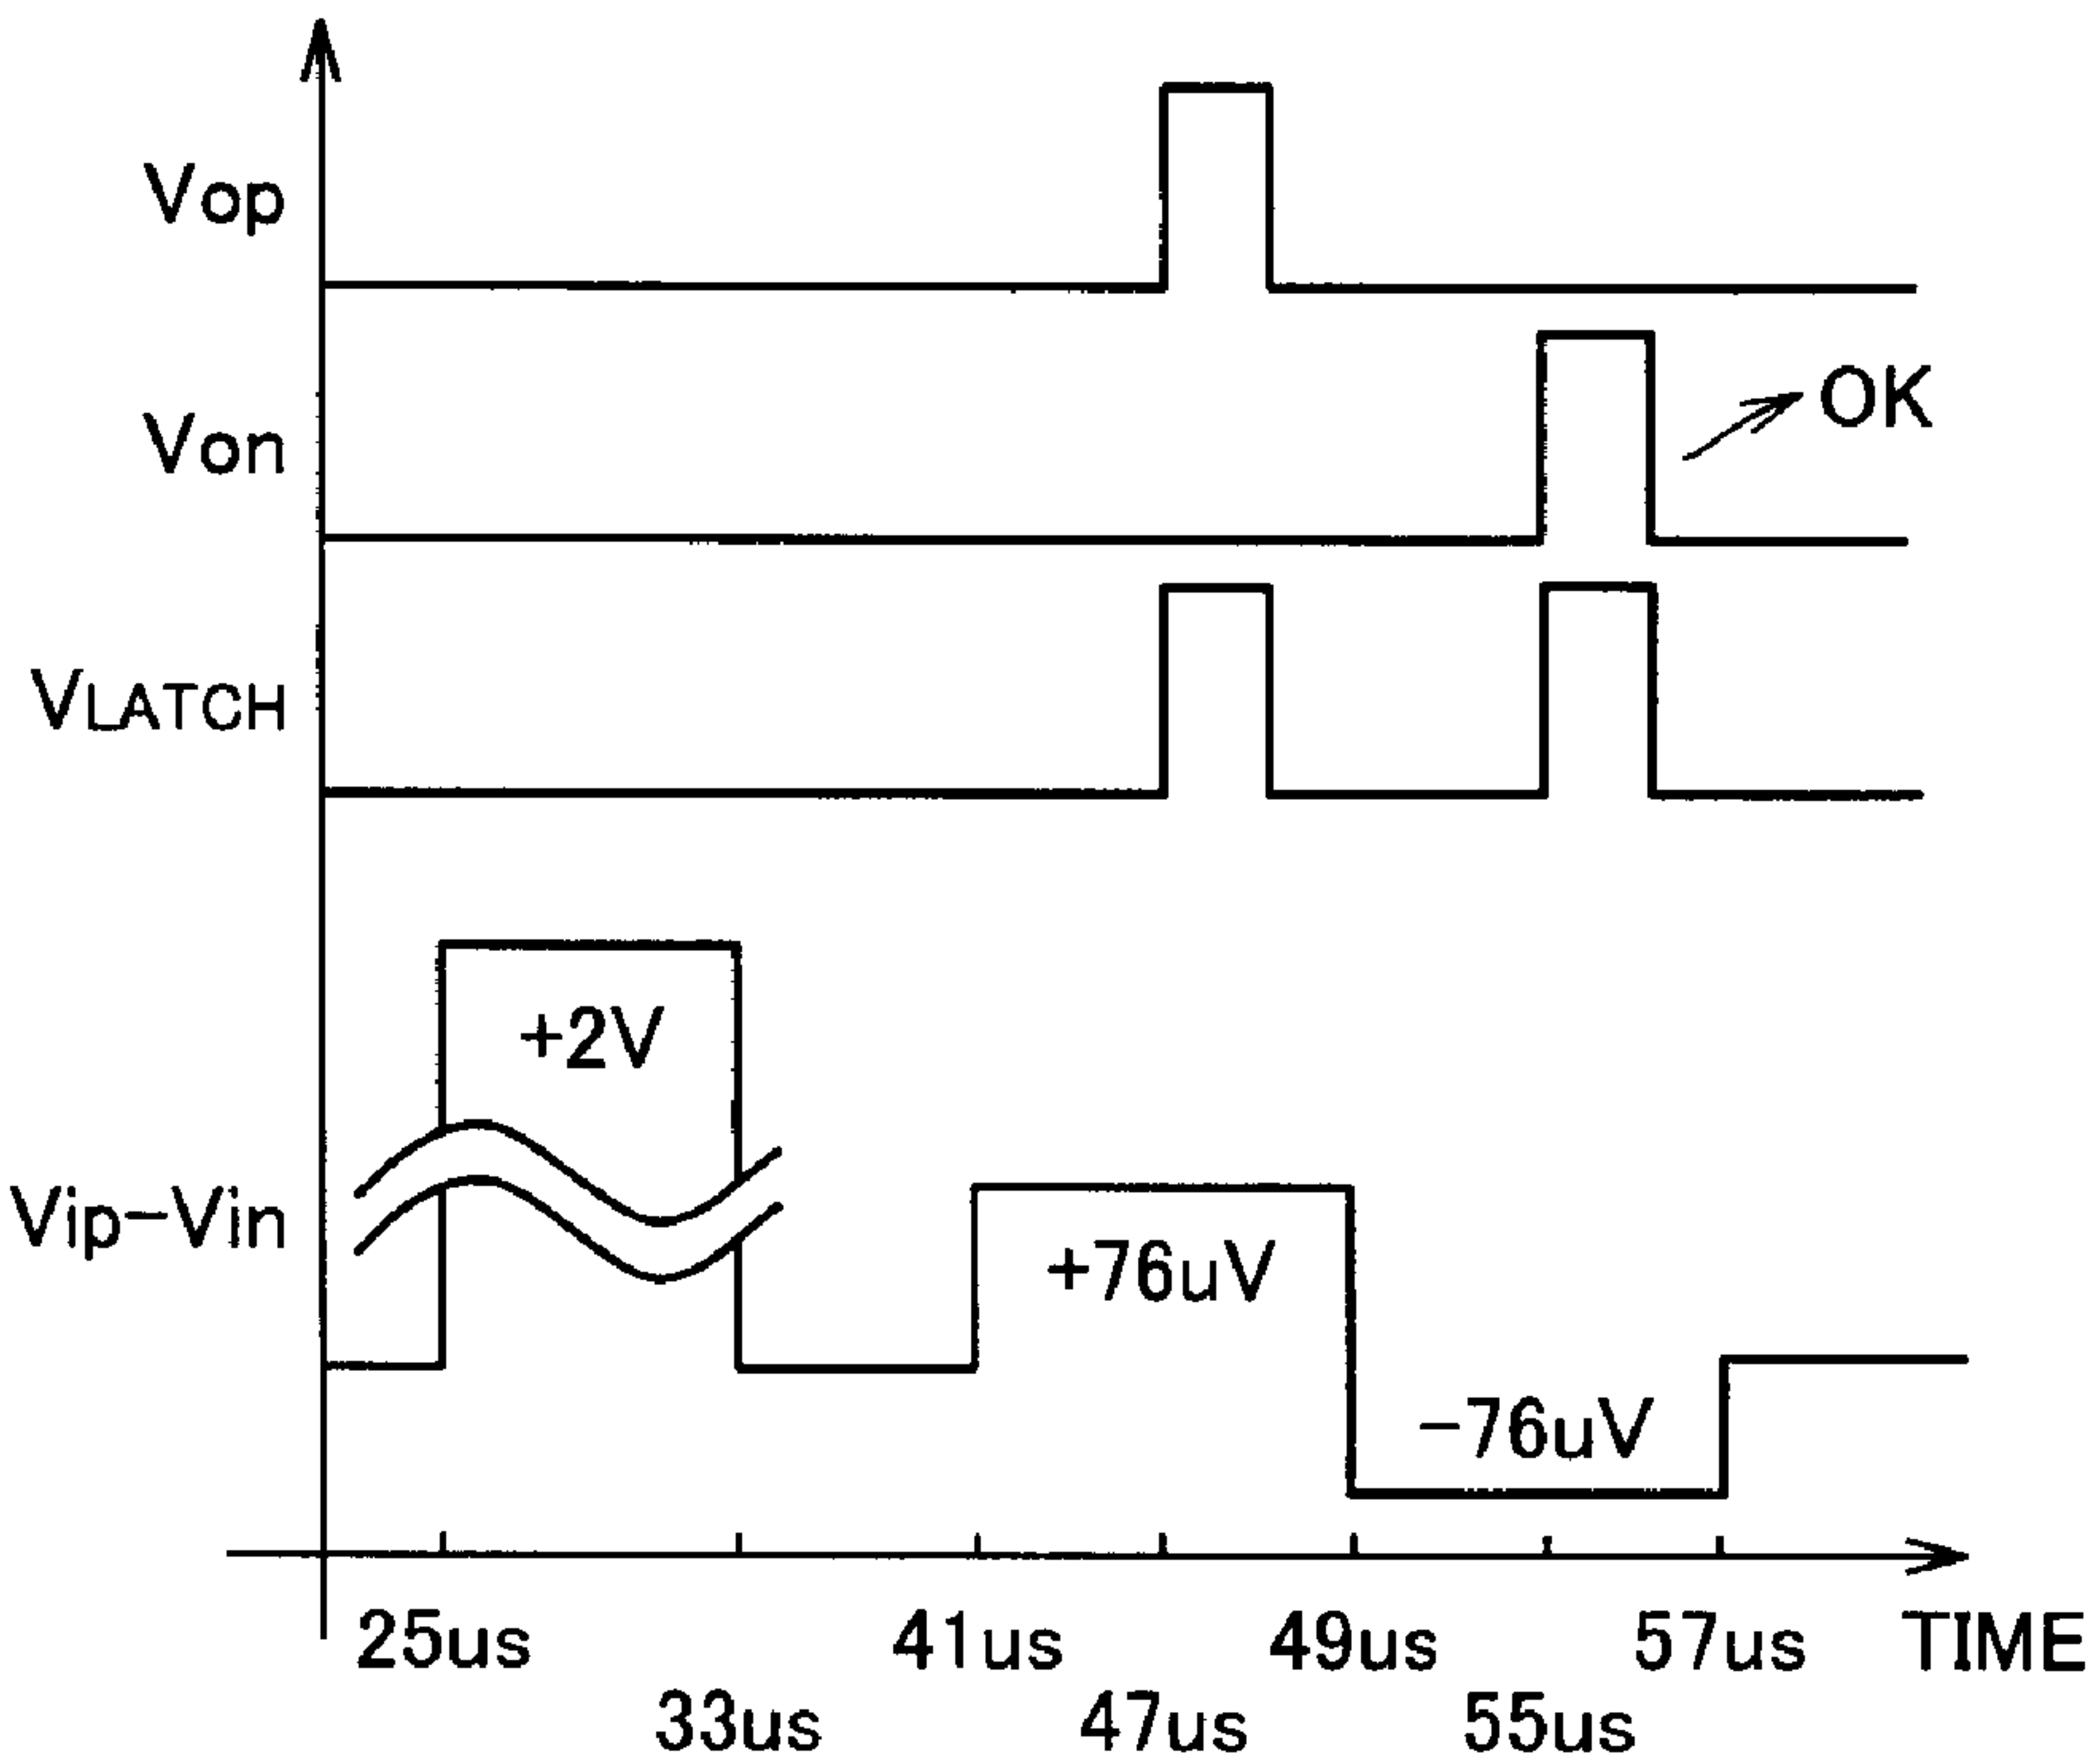 Vop
Von
OK
VLATCH
+2V
Vip−Vin
+76uV
−76uV
25us 41us 49us 57us TIME
33us 47us 55us